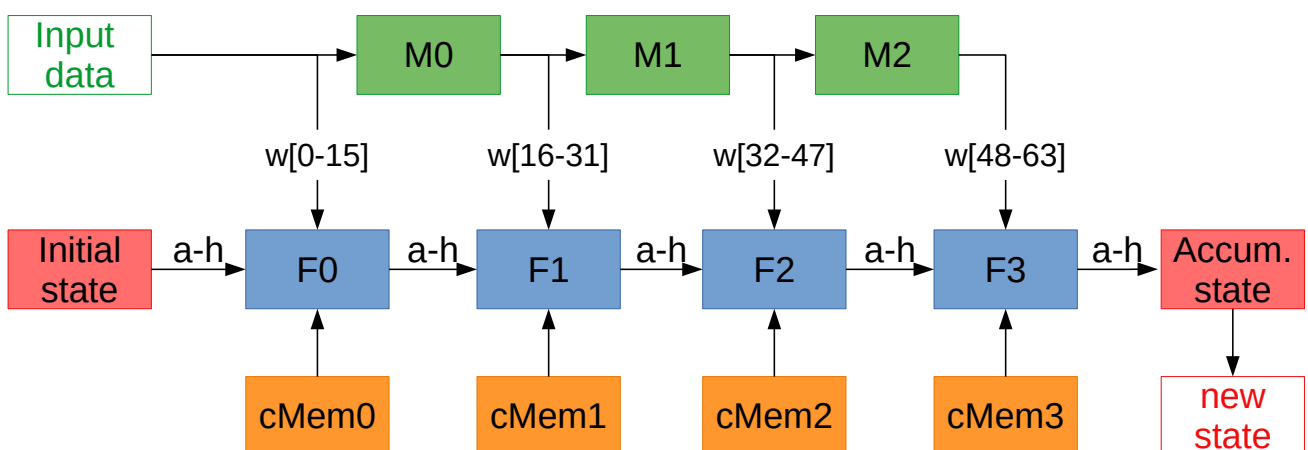 Input
data
M0
M1
M2
w[0-15]
w[16-31]
w[32-47]
w[48-63]
Initial
state
a-h
F0
a-h
F1
a-h
F2
a-h
F3
a-h
Accum.
state
cMem0
cMem1
cMem2
cMem3
new
state